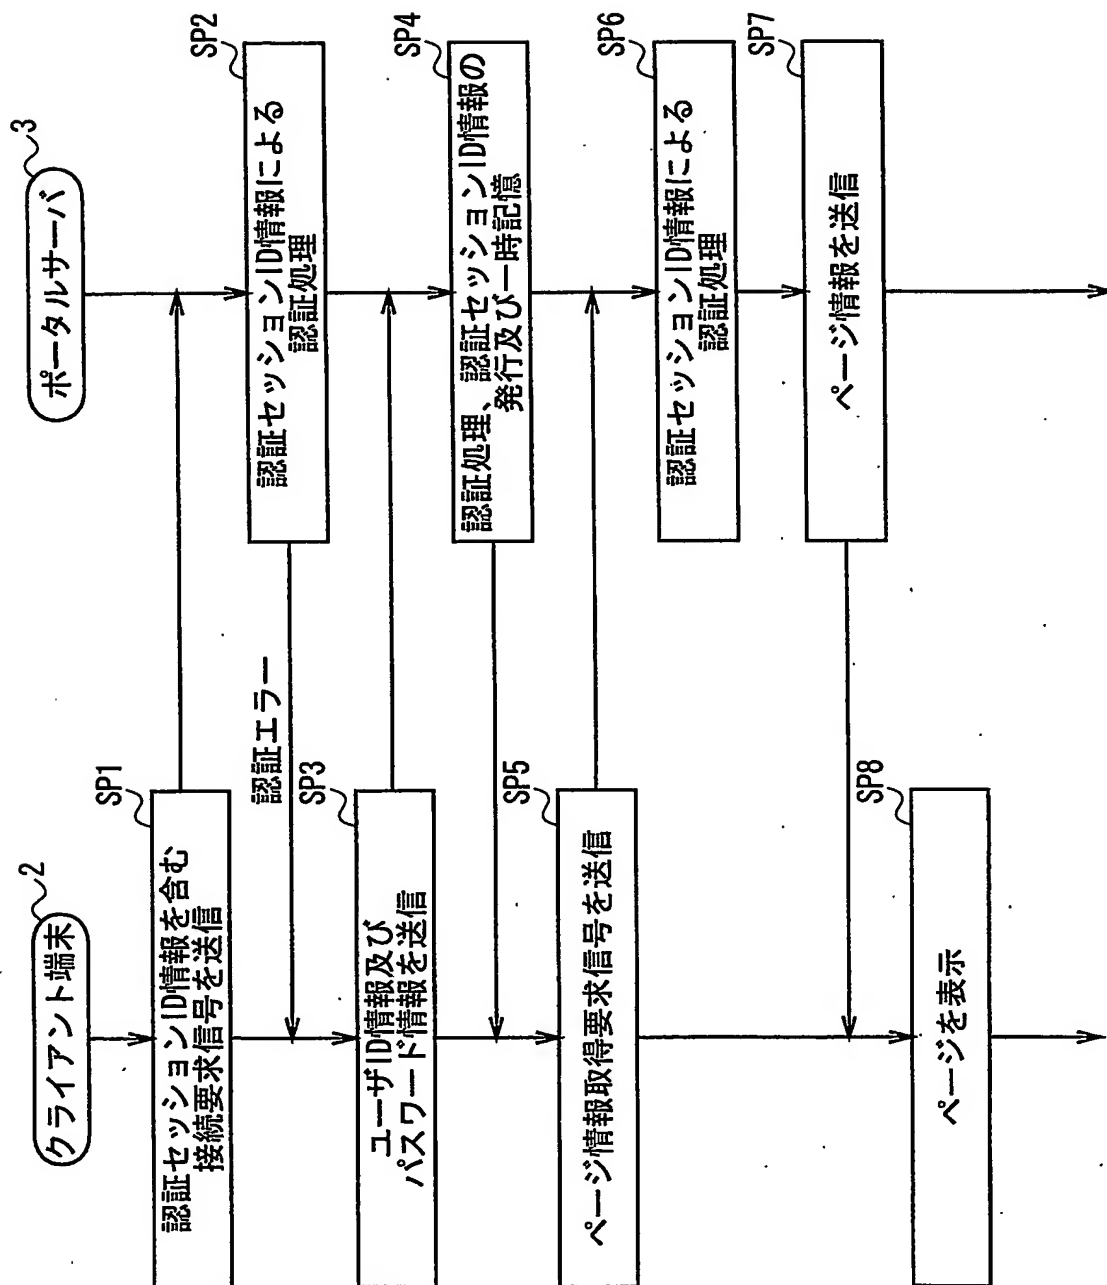 クライアント端末
2
ポータルサーバ
3
SP1
認証セッションID情報を含む
接続要求信号を送信
SP2
認証セッションID情報による
認証処理
認証エラー
SP3
ユーザID情報及び
パスワード情報を送信
SP4
認証処理、認証セッションID情報の
発行及び一時記憶
SP5
ページ情報取得要求信号を送信
SP6
認証セッションID情報による
認証処理
SP7
ページ情報を送信
SP8
ページを表示